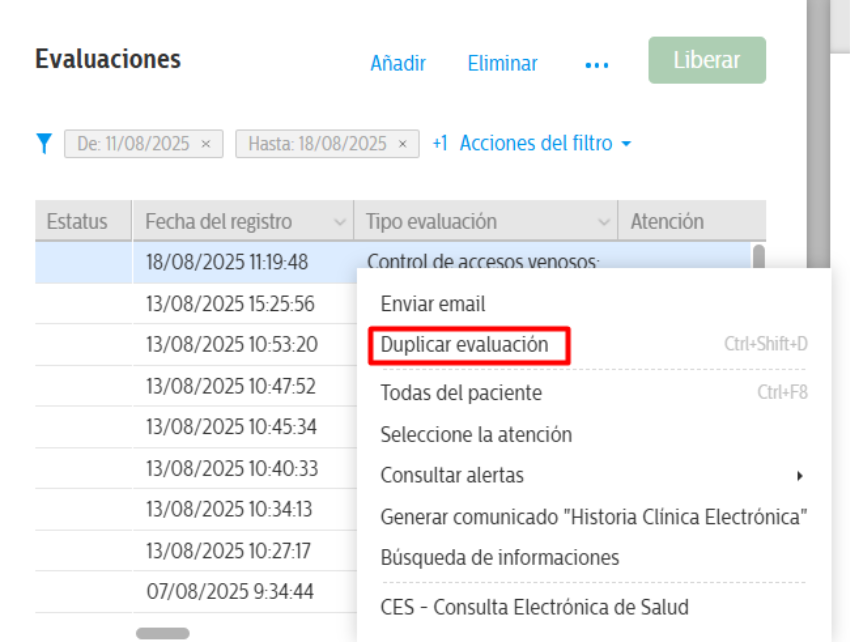 Evaluaciones
Añadir
Eliminar
...
Liberar
De: 11/08/2025 ×
Hasta: 18/08/2025 ×
+1 Acciones del filtro
Estatus
Fecha del registro
Tipo evaluación
Atención
18/08/2025 11:19:48
Control de accesos venosos:
13/08/2025 15:25:56
13/08/2025 10:53:20
13/08/2025 10:47:52
13/08/2025 10:45:34
13/08/2025 10:40:33
13/08/2025 10:34:13
13/08/2025 10:27:17
07/08/2025 9:34:44
Enviar email
Duplicar evaluación
Ctrl+Shift+D
Todas del paciente
Ctrl+F8
Seleccione la atención
Consultar alertas
Generar comunicado "Historia Clínica Electrónica"
Búsqueda de informaciones
CES - Consulta Electrónica de Salud